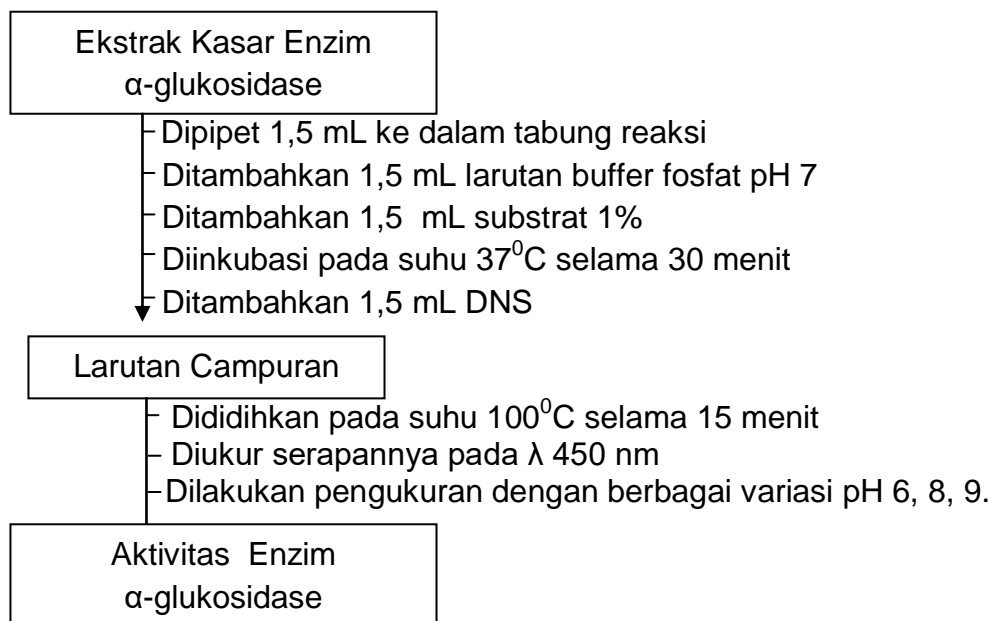 Ekstrak Kasar Enzim
α-glukosidase
Dipipet 1,5 mL ke dalam tabung reaksi
Ditambahkan 1,5 mL larutan buffer fosfat pH 7
Ditambahkan 1,5  mL substrat 1%
Diinkubasi pada suhu 37⁰C selama 30 menit
Ditambahkan 1,5 mL DNS
Larutan Campuran
Dididihkan pada suhu 100⁰C selama 15 menit
Diukur serapannya pada λ 450 nm
Dilakukan pengukuran dengan berbagai variasi pH 6, 8, 9.
Aktivitas  Enzim
α-glukosidase